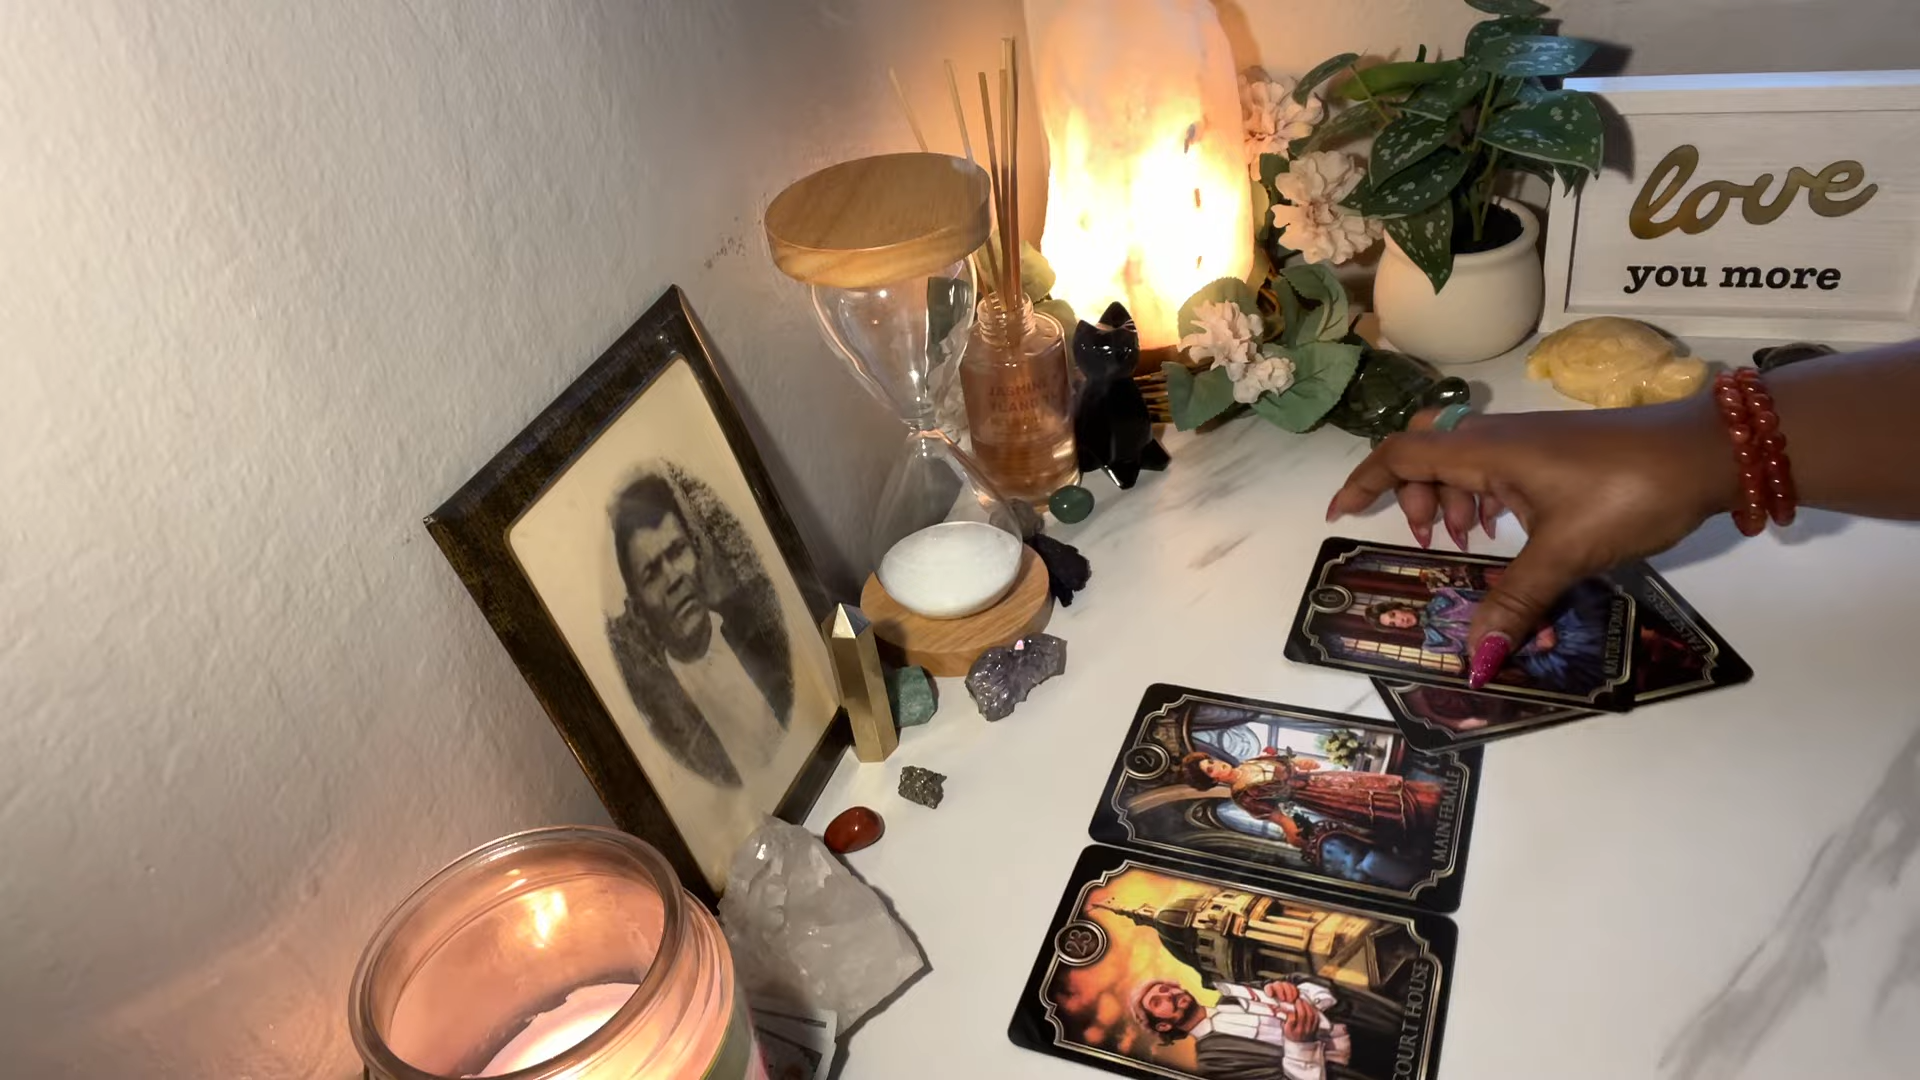 love
you more
JASMINE
YLANG
6
MATURE WOMAN
2
MAIN FEMALE
23
COURT HOUSE